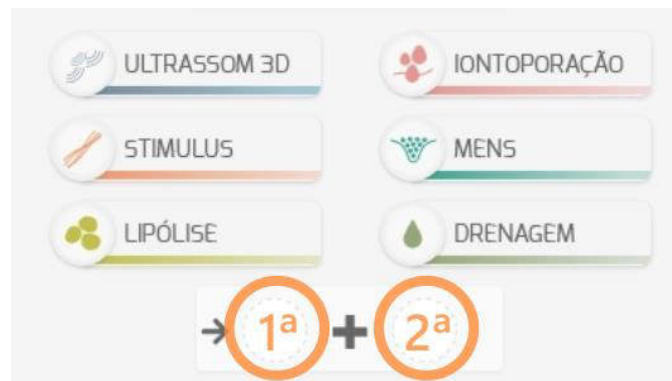 ULTRASSOM 3D
IONTOPORAÇÃO
STIMULUS
MENS
LIPÓLISE
DRENAGEM
→ 1ª + 2ª